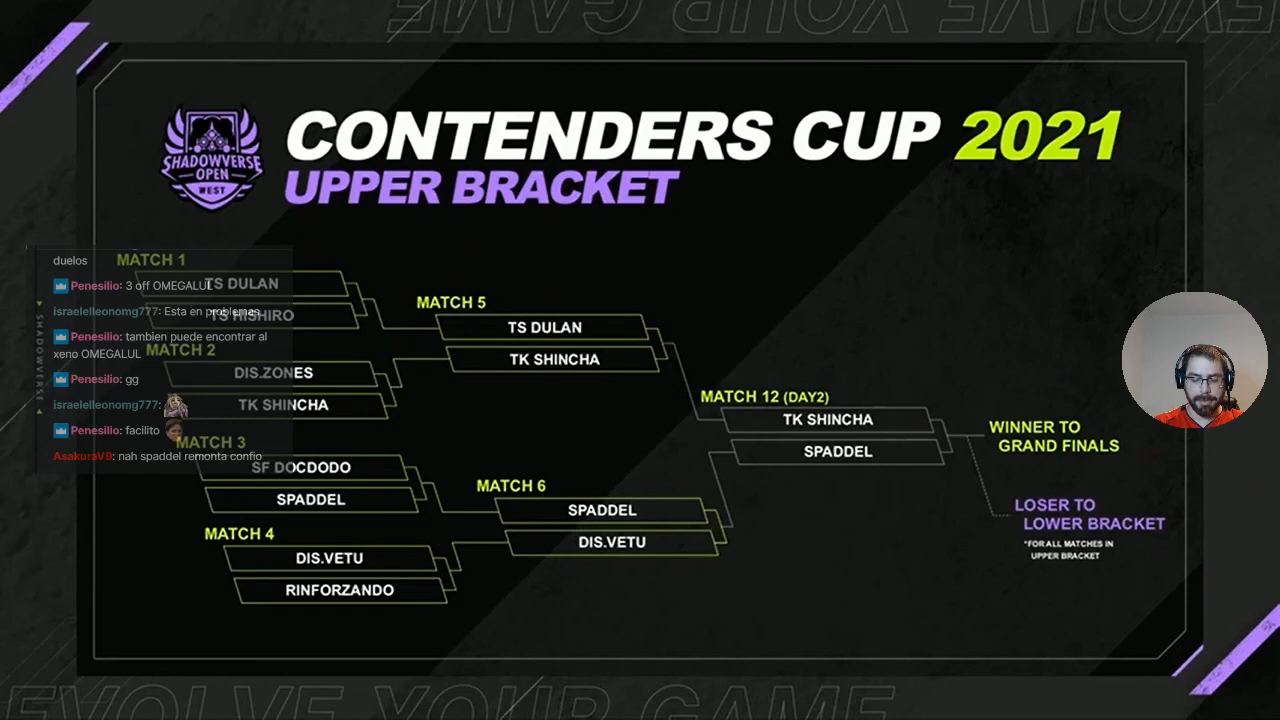 EVOLVE YOUR GAME
SHADOWVERSE
OPEN
WEST
CONTENDERS CUP 2021
UPPER BRACKET
duelos
Penesilio: 3 off OMEGALUL
israelelleonomg777: Esta en problemas
Penesilio: tambien puede encontrar al
xeno OMEGALUL
Penesilio: gg
israelelleonomg777:
Penesilio: facilito
AsakuraV9: nah spaddel remonta confio
SHADOWVERSE
MATCH 1
TS DULAN
TS HISHIRO
MATCH 2
DIS.ZONES
TK SHINCHA
MATCH 3
SF DOCDODO
SPADDEL
MATCH 4
DIS.VETU
RINFORZANDO
MATCH 5
TS DULAN
TK SHINCHA
MATCH 6
SPADDEL
DIS.VETU
MATCH 12 (DAY2)
TK SHINCHA
SPADDEL
WINNER TO
GRAND FINALS
LOSER TO
LOWER BRACKET
*FOR ALL MATCHES IN
UPPER BRACKET
EVOLVE YOUR GAME